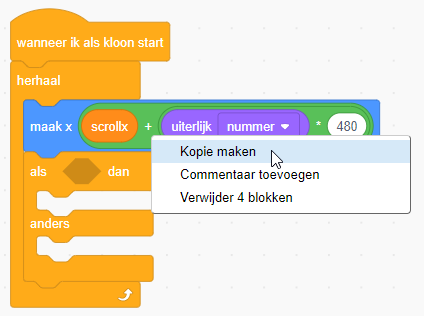 wanneer ik als kloon start
herhaal
maak x scrollx + uiterlijk nummer * 480
Kopie maken
als dan
Commentaar toevoegen
Verwijder 4 blokken
anders